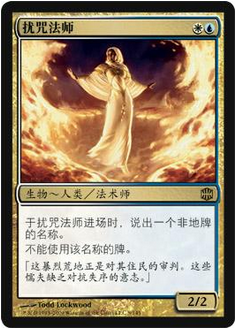 扰咒法师
生物～人类／法术师
于扰咒法师进场时，说出一个非地牌
的名称。
不能使用该名称的牌。
「这暴烈荒地正是对其住民的审判。这些
懦夫缺乏对抗失序的意志。」
Todd Lockwood
2/2